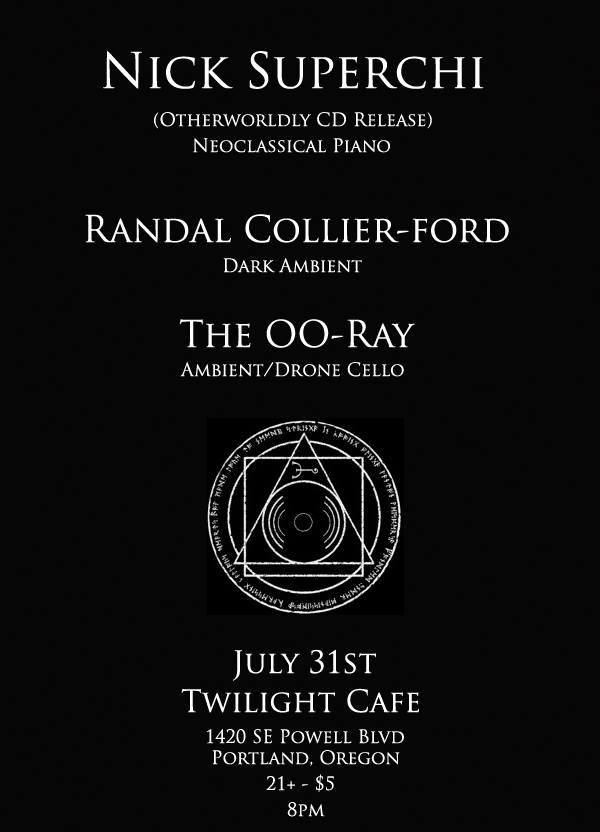 Nick Superchi
(Otherworldly CD Release)
Neoclassical Piano
Randal Collier-ford
Dark Ambient
The OO-Ray
Ambient/Drone Cello
July 31st
Twilight Cafe
1420 SE Powell Blvd
Portland, Oregon
21+ - $5
8pm